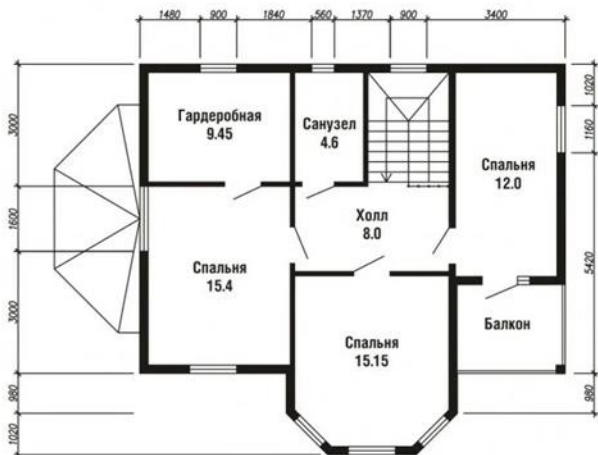 1480 900 1840 560 1370 900 3400
3000
1600
3000
980
1020
1020
1160
5420
980
Гардеробная
9.45
Санузел
4.6
Спальня
12.0
Холл
8.0
Спальня
15.4
Спальня
15.15
Балкон